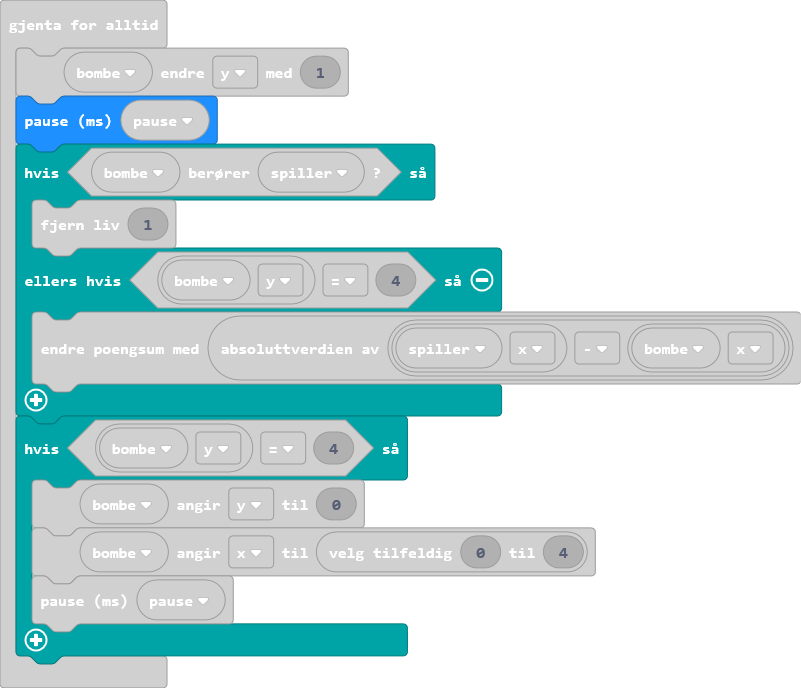 gjenta for alltid
bombe endre y med 1
pause (ms) pause
hvis bombe berører spiller ? så
fjern liv 1
ellers hvis bombe y = 4 så
endre poengsum med absoluttverdien av spiller x - bombe x
hvis bombe y = 4 så
bombe angir y til 0
bombe angir x til velg tilfeldig 0 til 4
pause (ms) pause